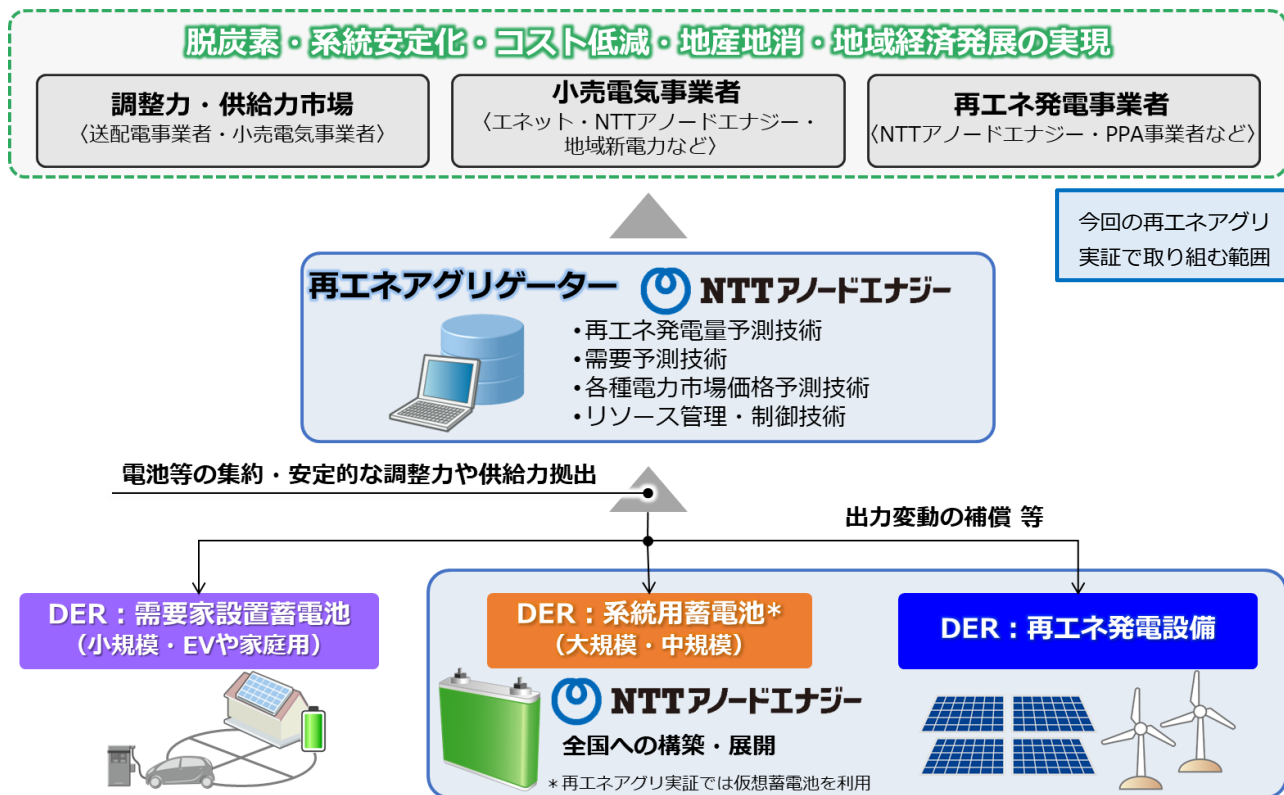 脱炭素・系統安定化・コスト低減・地産地消・地域経済発展の実現
調整力・供給力市場
〈送配電事業者・小売電気事業者〉
小売電気事業者
〈エネット・NTTアノードエナジー・
地域新電力など〉
再エネ発電事業者
〈NTTアノードエナジー・PPA事業者など〉
今回の再エネアグリ
実証で取り組む範囲
再エネアグリゲーター
NTTアノードエナジー
・再エネ発電量予測技術
・需要予測技術
・各種電力市場価格予測技術
・リソース管理・制御技術
電池等の集約・安定的な調整力や供給力拠出
出力変動の補償 等
DER：需要家設置蓄電池
（小規模・EVや家庭用）
DER：系統用蓄電池*
（大規模・中規模）
DER：再エネ発電設備
NTTアノードエナジー
全国への構築・展開
*再エネアグリ実証では仮想蓄電池を利用